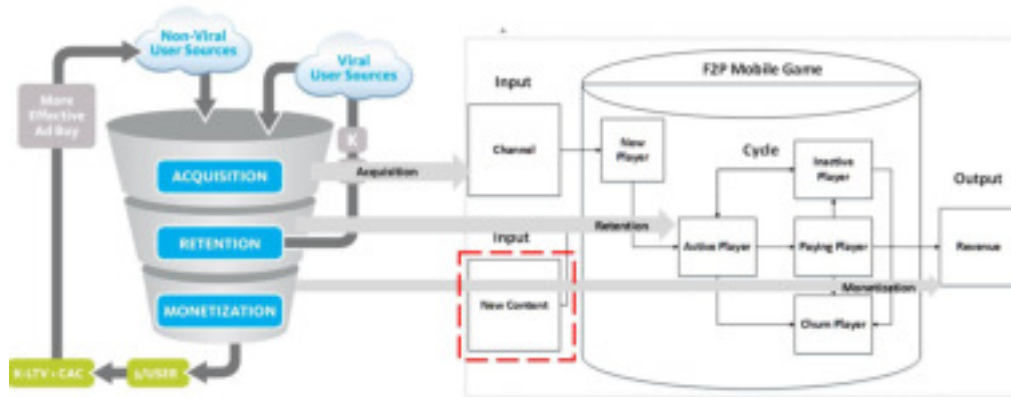 Non-Viral
User Sources
Viral
User Sources
More
Effective
Ad Buy
K
ACQUISITION
RETENTION
MONETIZATION
$/USER
Acquisition
Retention
Monetization
Input
Channel
Input
New Content
F2P Mobile Game
New
Player
Cycle
Inactive
Player
Active Player
Paying Player
Churn Player
Output
Revenue